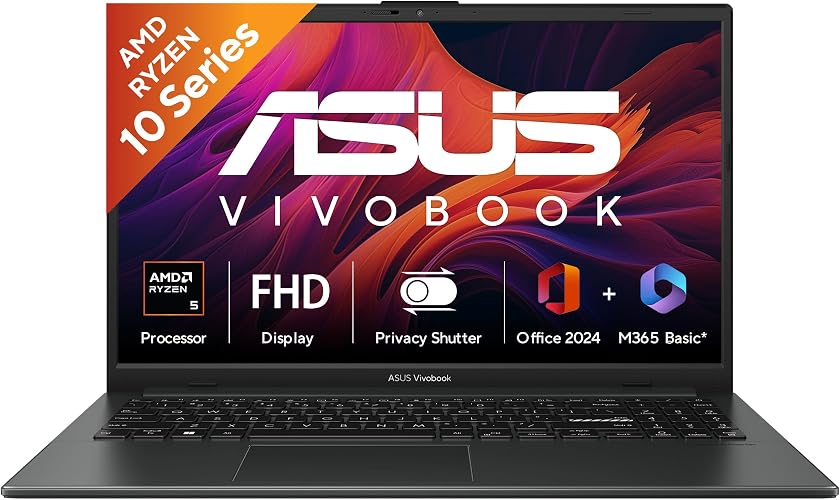 AMD
RYZEN
10 Series
ASUS
VIVOBOOK
AMD
RYZEN
5
FHD
+
Processor
Display
Privacy Shutter
Office 2024
M365 Basic*
ASUS Vivobook